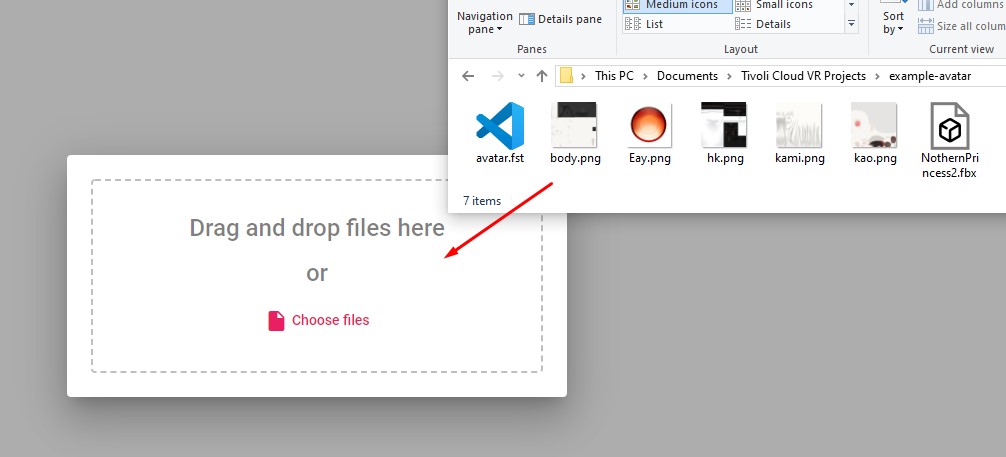 Navigation
pane
Details pane
Panes
Medium icons
Small icons
List
Details
Layout
Sort
by
Add columns
Size all colum
Current view
This PC > Documents > Tivoli Cloud VR Projects > example-avatar
avatar.fst
body.png
Eay.png
hk.png
kami.png
kao.png
NothernPri
ncess2.fbx
7 items
Drag and drop files here
or
Choose files